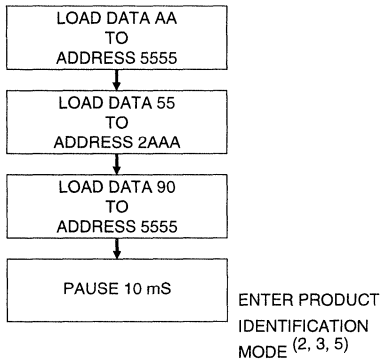 LOAD DATA AA
TO
ADDRESS 5555
LOAD DATA 55
TO
ADDRESS 2AAA
LOAD DATA 90
TO
ADDRESS 5555
PAUSE 10 mS
ENTER PRODUCT
IDENTIFICATION
MODE (2, 3, 5)